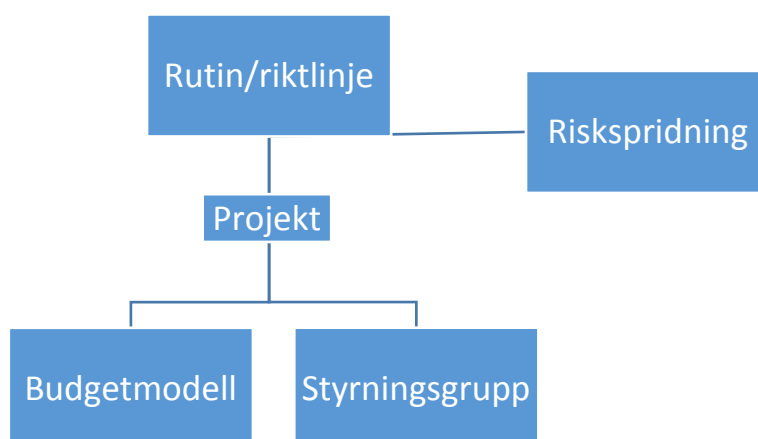 Rutin/riktlinje
Riskspridning
Projekt
Budgetmodell
Styrningsgrupp